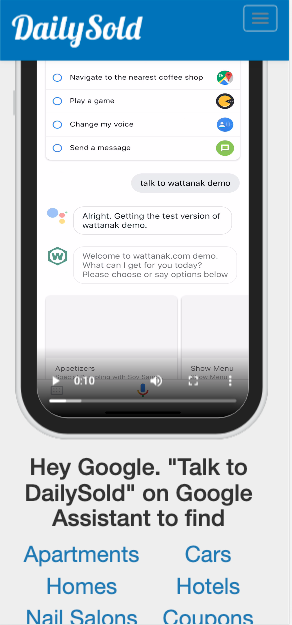 DailySold
Navigate to the nearest coffee shop
Play a game
Change my voice
Send a message
talk to wattanak demo
Alright. Getting the test version of
wattanak demo.
W
Welcome to wattanak.com demo.
What can I get for you today?
Please choose or say options below
Appetizers
Show Menu
Show Menu
0:10
Hey Google. "Talk to
DailySold" on Google
Assistant to find
Apartments Cars
Homes Hotels
Nail Salons Coupons